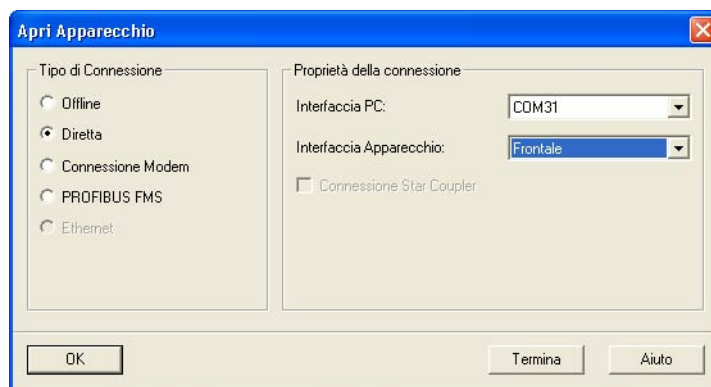 Apri Apparecchio
Tipo di Connessione
Offline
Diretta
Connessione Modem
PROFIBUS FMS
Ethernet
Proprietà della connessione
Interfaccia PC: COM31
Interfaccia Apparecchio: Frontale
Connessione Star Coupler
OK Termina Aiuto